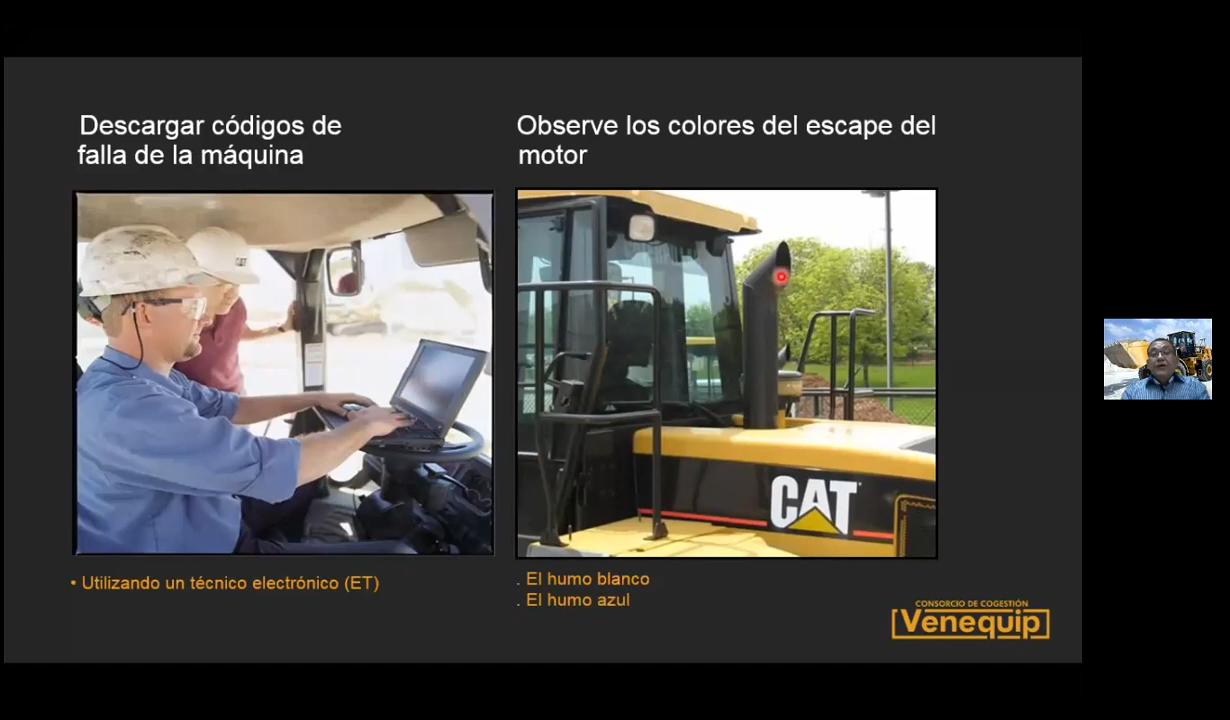 Descargar códigos de
falla de la máquina
Observe los colores del escape del
motor
CAT
CAT
• Utilizando un técnico electrónico (ET)
. El humo blanco
. El humo azul
CONSORCIO DE COGESTIÓN
Venequip